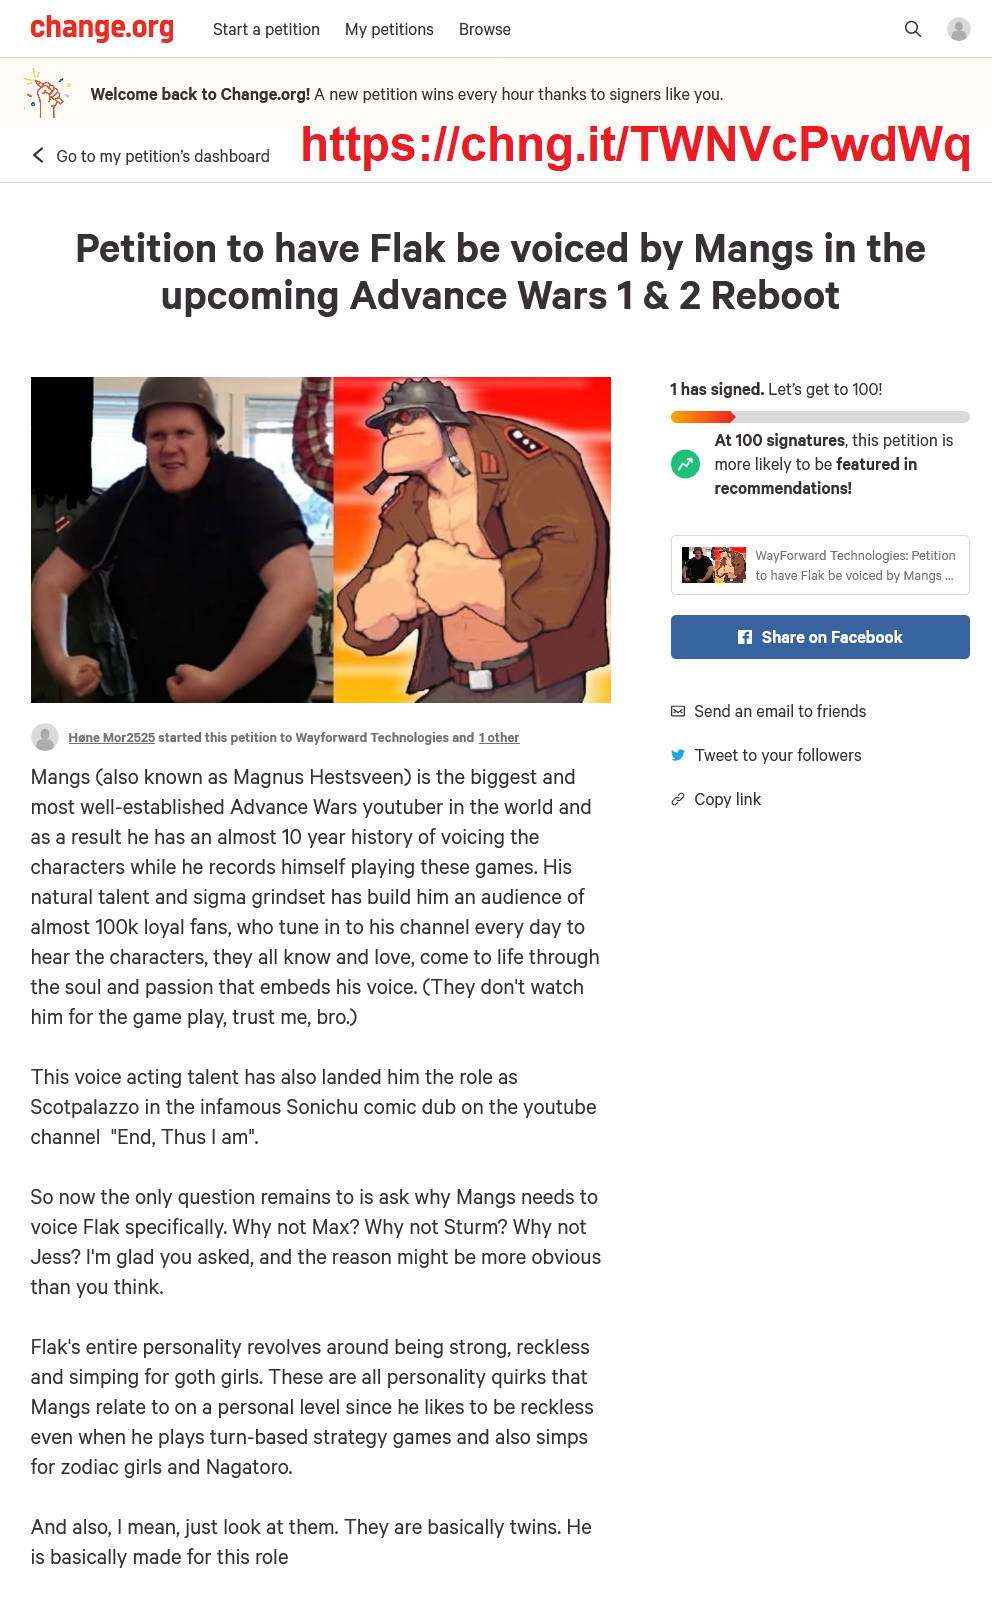 change.org
Start a petition
My petitions
Browse
Welcome back to Change.org! A new petition wins every hour thanks to signers like you.
Go to my petition's dashboard
https://chng.it/TWNVcPwdWq
Petition to have Flak be voiced by Mangs in the
upcoming Advance Wars 1 & 2 Reboot
1 has signed. Let's get to 100!
At 100 signatures, this petition is
more likely to be featured in
recommendations!
WayForward Technologies: Petition
to have Flak be voiced by Mangs ...
Share on Facebook
Send an email to friends
Tweet to your followers
Copy link
Høne Mor2525 started this petition to Wayforward Technologies and 1 other
Mangs (also known as Magnus Hestsveen) is the biggest and
most well-established Advance Wars youtuber in the world and
as a result he has an almost 10 year history of voicing the
characters while he records himself playing these games. His
natural talent and sigma grindset has build him an audience of
almost 100k loyal fans, who tune in to his channel every day to
hear the characters, they all know and love, come to life through
the soul and passion that embeds his voice. (They don't watch
him for the game play, trust me, bro.)
This voice acting talent has also landed him the role as
Scotpalazzo in the infamous Sonichu comic dub on the youtube
channel  "End, Thus I am".
So now the only question remains to is ask why Mangs needs to
voice Flak specifically. Why not Max? Why not Sturm? Why not
Jess? I'm glad you asked, and the reason might be more obvious
than you think.
Flak's entire personality revolves around being strong, reckless
and simping for goth girls. These are all personality quirks that
Mangs relate to on a personal level since he likes to be reckless
even when he plays turn-based strategy games and also simps
for zodiac girls and Nagatoro.
And also, I mean, just look at them. They are basically twins. He
is basically made for this role